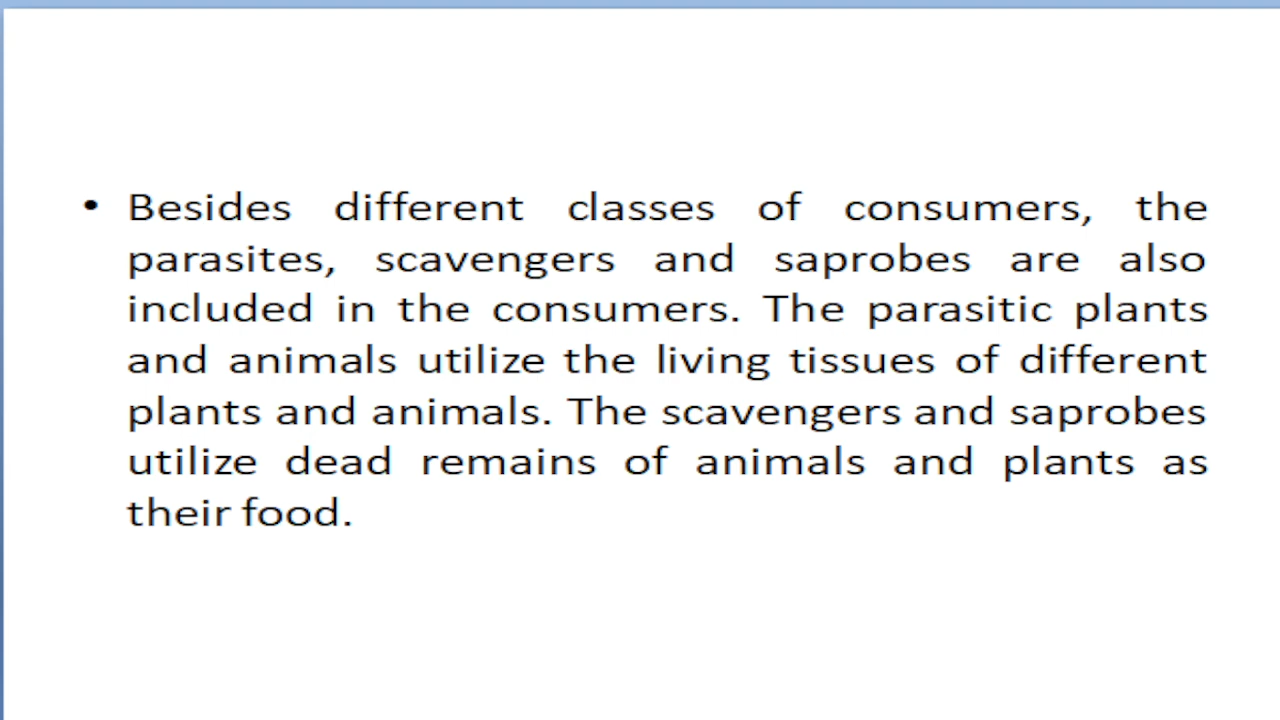 • Besides different classes of consumers, the
parasites, scavengers and saprobes are also
included in the consumers. The parasitic plants
and animals utilize the living tissues of different
plants and animals. The scavengers and saprobes
utilize dead remains of animals and plants as
their food.